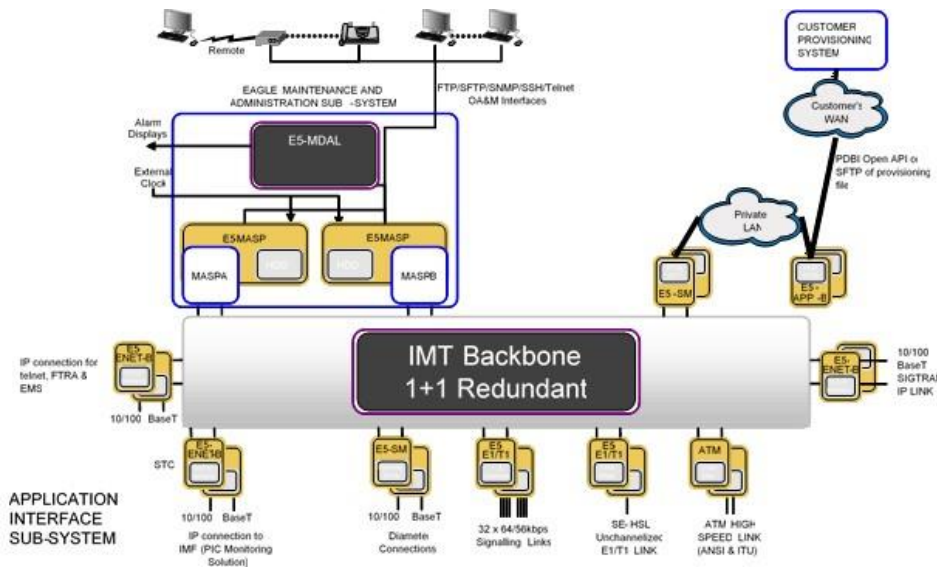 Remote
CUSTOMER
PROVISIONING
SYSTEM
FTP/SFTP/SNMP/SSH/Telnet
OA&M Interfaces
EAGLE MAINTENANCE AND
ADMINISTRATION SUB -SYSTEM
Customer's
WAN
Alarm
Displays
E5-MDAL
External
Clock
PDBI Open API or
SFTP of provisioning
file
Private
LAN
E5MASP
E5MASP
HDD
HDD
MASPA
MASPB
E5 -SM
E5 -
APP -B
IMT Backbone
1+1 Redundant
E5
ENET-B
IP connection for
telnet, FTRA &
EMS
10/100 BaseT
E5-
ENET-B
10/100
BaseT
SIGTRAN
IP LINK
STC
E5-
ENET-B
E5-SM
E5
E1/T1
E5
E1/T1
ATM
10/100 BaseT
10/100 BaseT
APPLICATION
INTERFACE
SUB-SYSTEM
IP connection to
IMF (PIC Monitoring
Solution)
Diameter
Connections
32 x 64/56kbps
Signalling Links
SE-HSL
Unchannelized
E1/T1 LINK
ATM HIGH
SPEED LINK
(ANSI & ITU)